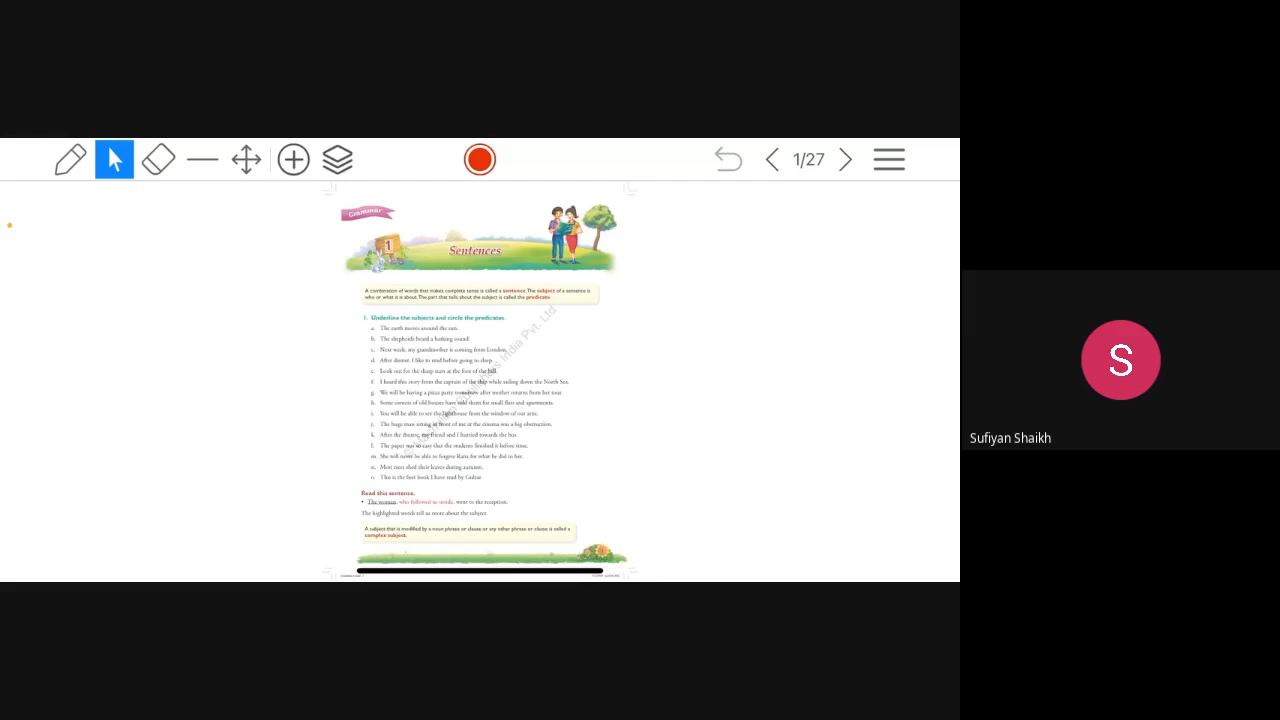 1/27
Grammar
1
Sentences
A combination of words that makes complete sense is called a sentence. The subject of a sentence is
who or what it is about. The part that tells about the subject is called the predicate.
1. Underline the subjects and circle the predicates.
a. The earth moves around the sun.
b. The shepherds heard a barking sound.
c. Next week, my grandmother is coming from London.
d. After dinner, I like to read before going to sleep.
e. Look out for the sharp turn at the foot of the hill.
f. I heard this story from the captain of the ship while sailing down the North Sea.
g. We will be having a pizza party tomorrow after mother returns from her tour.
h. Some owners of old houses have sold them for small flats and apartments.
i. You will be able to see the lighthouse from the window of our attic.
j. The huge man sitting in front of me at the cinema was a big obstruction.
k. After the theatre, my friend and I hurried towards the bus.
l. The paper was so easy that the students finished it before time.
m. She will never be able to forgive Rana for what he did to her.
n. Most trees shed their leaves during autumn.
o. This is the first book I have read by Gulzar.
Read this sentence.
• The woman, who followed us inside, went to the reception.
The highlighted words tell us more about the subject.
A subject that is modified by a noun phrase or clause or any other phrase or clause is called a
complex subject.
India Pvt. Ltd
S
Sufiyan Shaikh